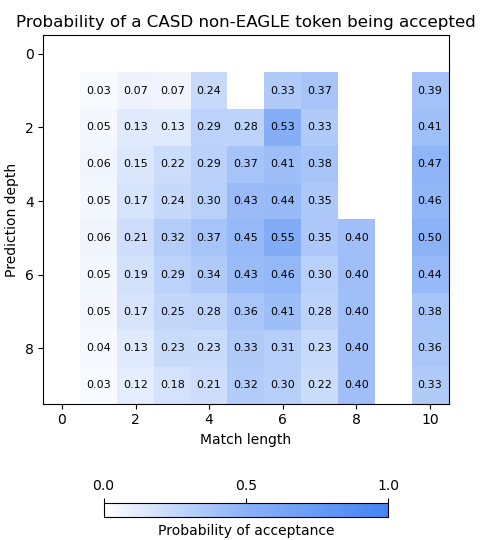 Probability of a CASD non-EAGLE token being accepted
0
0.03 0.07 0.07 0.24 0.33 0.37 0.39
2 0.05 0.13 0.13 0.29 0.28 0.53 0.33 0.41
0.06 0.15 0.22 0.29 0.37 0.41 0.38 0.47
4 0.05 0.17 0.24 0.30 0.43 0.44 0.35 0.46
0.06 0.21 0.32 0.37 0.45 0.55 0.35 0.40 0.50
6 0.05 0.19 0.29 0.34 0.43 0.46 0.30 0.40 0.44
0.05 0.17 0.25 0.28 0.36 0.41 0.28 0.40 0.38
8 0.04 0.13 0.23 0.23 0.33 0.31 0.23 0.40 0.36
0.03 0.12 0.18 0.21 0.32 0.30 0.22 0.40 0.33
Prediction depth
0 2 4 6 8 10
Match length
0.0 0.5 1.0
Probability of acceptance